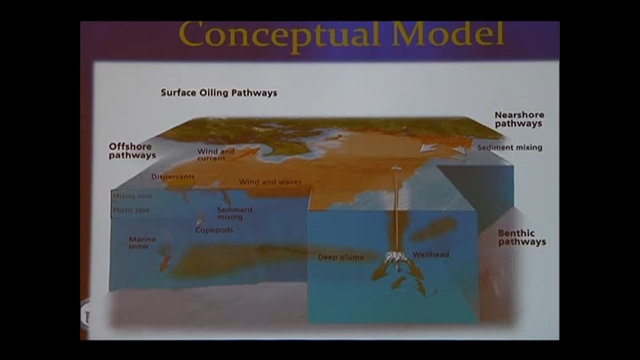 Conceptual Model
Surface Oiling Pathways
Nearshore
pathways
Offshore
pathways
Wind and
current
Sediment mixing
Dispercants
Wind and waves
Mixing zone
Photic zone
Sediment
mixing
Copepods
Marine
snow
Benthic
pathways
Deep plume
Wellhead